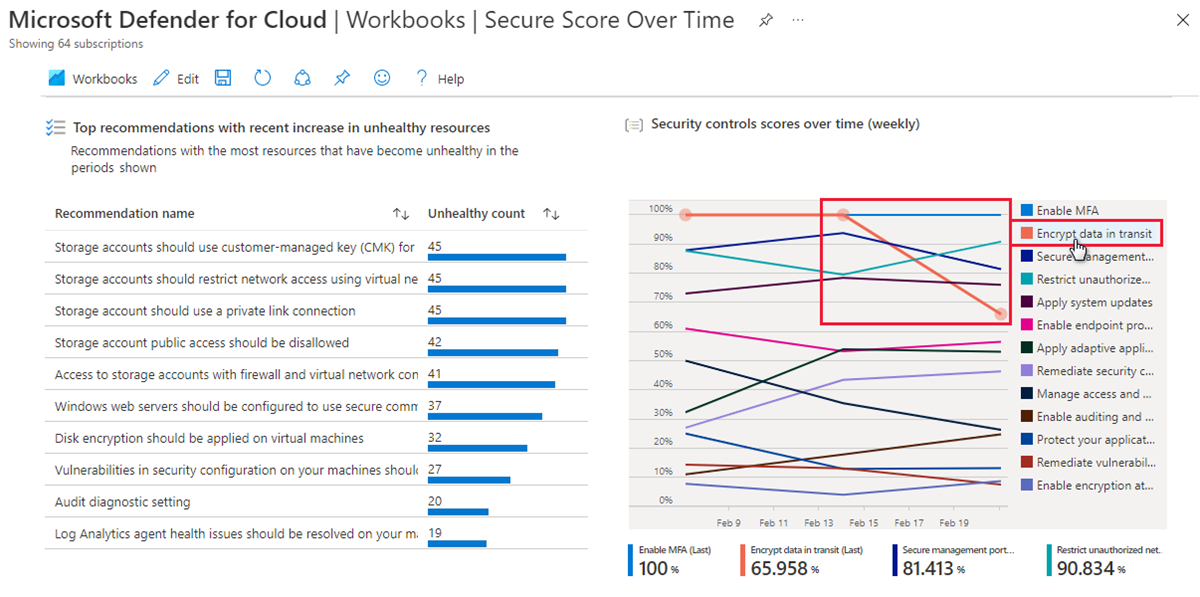 Microsoft Defender for Cloud | Workbooks | Secure Score Over Time
Showing 64 subscriptions
Workbooks Edit Help
Top recommendations with recent increase in unhealthy resources
Recommendations with the most resources that have become unhealthy in the
periods shown
Recommendation name Unhealthy count
Storage accounts should use customer-managed key (CMK) for 45
Storage accounts should restrict network access using virtual ne 45
Storage account should use a private link connection 45
Storage account public access should be disallowed 42
Access to storage accounts with firewall and virtual network con 41
Windows web servers should be configured to use secure comm 37
Disk encryption should be applied on virtual machines 32
Vulnerabilities in security configuration on your machines should 27
Audit diagnostic setting 20
Log Analytics agent health issues should be resolved on your ma 19
Security controls scores over time (weekly)
100%
90%
80%
70%
60%
50%
40%
30%
20%
10%
0%
Feb 9 Feb 11 Feb 13 Feb 15 Feb 17 Feb 19
Enable MFA
Encrypt data in transit
Secure management...
Restrict unauthorize...
Apply system updates
Enable endpoint pro...
Apply adaptive appli...
Remediate security c...
Manage access and ...
Enable auditing and ...
Protect your applicat...
Remediate vulnerabil...
Enable encryption at...
Enable MFA (Last)
100 %
Encrypt data in transit (Last)
65.958 %
Secure management port...
81.413 %
Restrict unauthorized net.
90.834 %